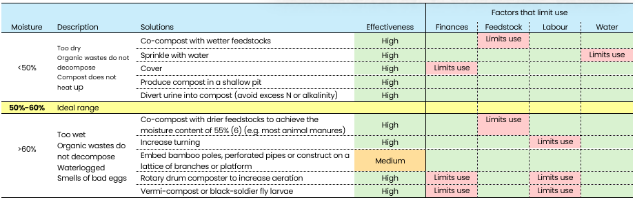 Factors that limit use
Moisture Description Solutions Effectiveness Finances Feedstock Labour Water
<50%
Too dry
Organic wastes do not
decompose
Compost does not
heat up
Co-compost with wetter feedstocks High Limits use
Sprinkle with water High Limits use
Cover High Limits use
Produce compost in a shallow pit High
Divert urine into compost (avoid excess N or alkalinity) High
50%-60% Ideal range
>60%
Too wet
Organic wastes do
not decompose
Waterlogged
Smells of bad eggs
Co-compost with drier feedstocks to achieve the
moisture content of 55% (6) (e.g. most animal manures) High Limits use
Increase turning High Limits use
Embed bamboo poles, perforated pipes or construct on a
lattice of branches or platform Medium
Rotary drum composter to increase aeration High Limits use Limits use
Vermi-compost or black-soldier fly larvae High Limits use Limits use